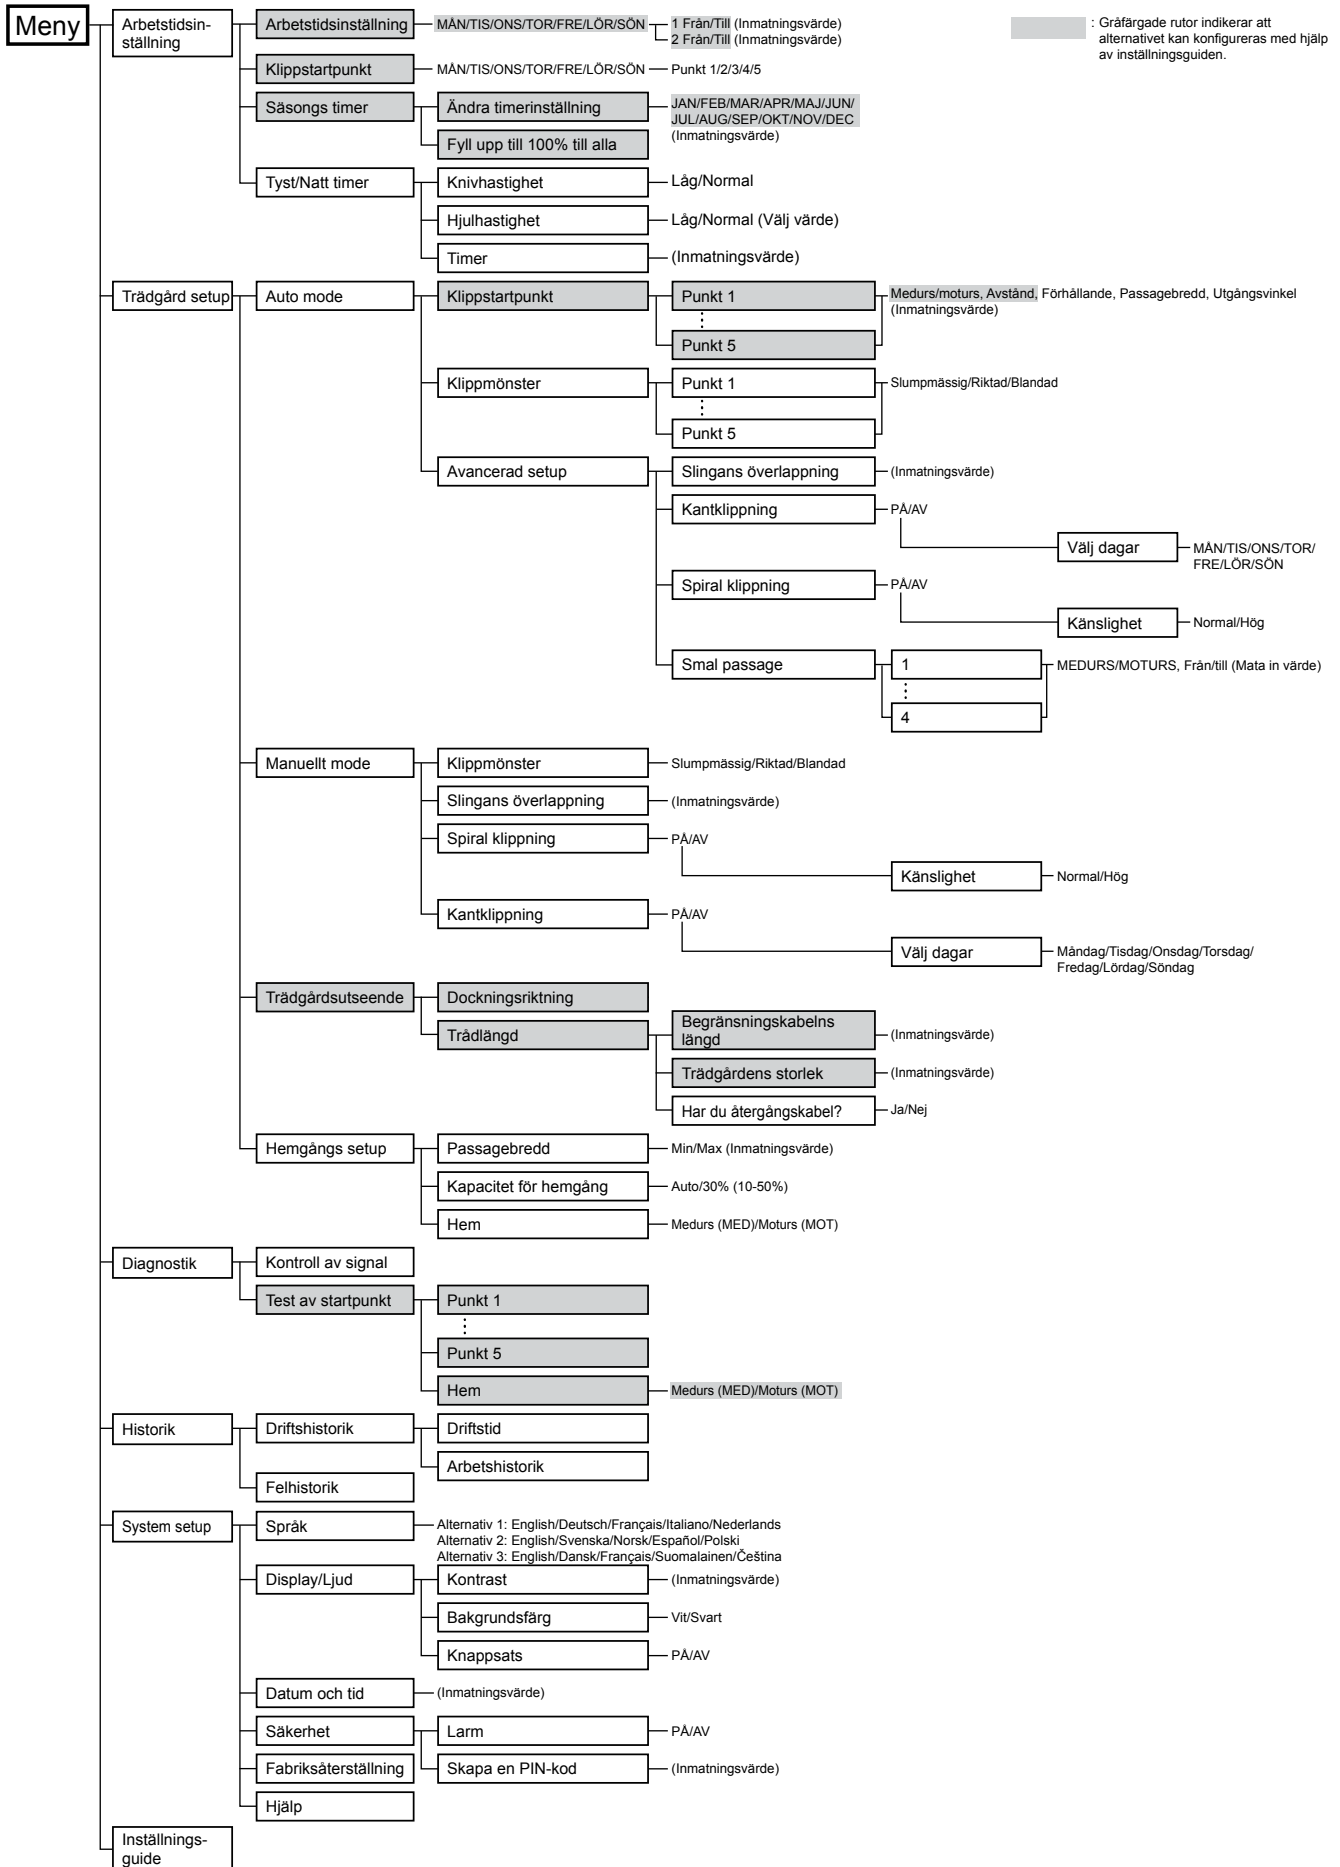 Meny
Arbetstidsin-
ställning
Arbetstidsinställning
MÅN/TIS/ONS/TOR/FRE/LÖR/SÖN
1 Från/Till (Inmatningsvärde)
2 Från/Till (Inmatningsvärde)
: Gråfärgade rutor indikerar att
alternativet kan konfigureras med hjälp
av inställningsguiden.
Klippstartpunkt
MÅN/TIS/ONS/TOR/FRE/LÖR/SÖN
Punkt 1/2/3/4/5
Säsongs timer
Ändra timerinställning
JAN/FEB/MAR/APR/MAJ/JUN/
JUL/AUG/SEP/OKT/NOV/DEC
(Inmatningsvärde)
Fyll upp till 100% till alla
Tyst/Natt timer
Knivhastighet
Låg/Normal
Hjulhastighet
Låg/Normal (Välj värde)
Timer
(Inmatningsvärde)
Trädgård setup
Auto mode
Klippstartpunkt
Punkt 1
Medurs/moturs, Avstånd, Förhållande, Passagebredd, Utgångsvinkel
(Inmatningsvärde)
Punkt 5
Klippmönster
Punkt 1
Slumpmässig/Riktad/Blandad
Punkt 5
Avancerad setup
Slingans överlappning
(Inmatningsvärde)
Kantklippning
PÅ/AV
Välj dagar
MÅN/TIS/ONS/TOR/
FRE/LÖR/SÖN
Spiral klippning
PÅ/AV
Känslighet
Normal/Hög
Smal passage
1
MEDURS/MOTURS, Från/till (Mata in värde)
4
Manuellt mode
Klippmönster
Slumpmässig/Riktad/Blandad
Slingans överlappning
(Inmatningsvärde)
Spiral klippning
PÅ/AV
Känslighet
Normal/Hög
Kantklippning
PÅ/AV
Välj dagar
Måndag/Tisdag/Onsdag/Torsdag/
Fredag/Lördag/Söndag
Trädgårdsutseende
Dockningsriktning
Trådlängd
Begränsningskabelns
längd
(Inmatningsvärde)
Trädgårdens storlek
(Inmatningsvärde)
Har du återgångskabel?
Ja/Nej
Hemgångs setup
Passagebredd
Min/Max (Inmatningsvärde)
Kapacitet för hemgång
Auto/30% (10-50%)
Hem
Medurs (MED)/Moturs (MOT)
Diagnostik
Kontroll av signal
Test av startpunkt
Punkt 1
Punkt 5
Hem
Medurs (MED)/Moturs (MOT)
Historik
Driftshistorik
Driftstid
Arbetshistorik
Felhistorik
System setup
Språk
Alternativ 1: English/Deutsch/Français/Italiano/Nederlands
Alternativ 2: English/Svenska/Norsk/Español/Polski
Alternativ 3: English/Dansk/Français/Suomalainen/Čeština
Display/Ljud
Kontrast
(Inmatningsvärde)
Bakgrundsfärg
Vit/Svart
Knappsats
PÅ/AV
Datum och tid
(Inmatningsvärde)
Säkerhet
Larm
PÅ/AV
Fabriksåterställning
Skapa en PIN-kod
(Inmatningsvärde)
Hjälp
Inställnings-
guide